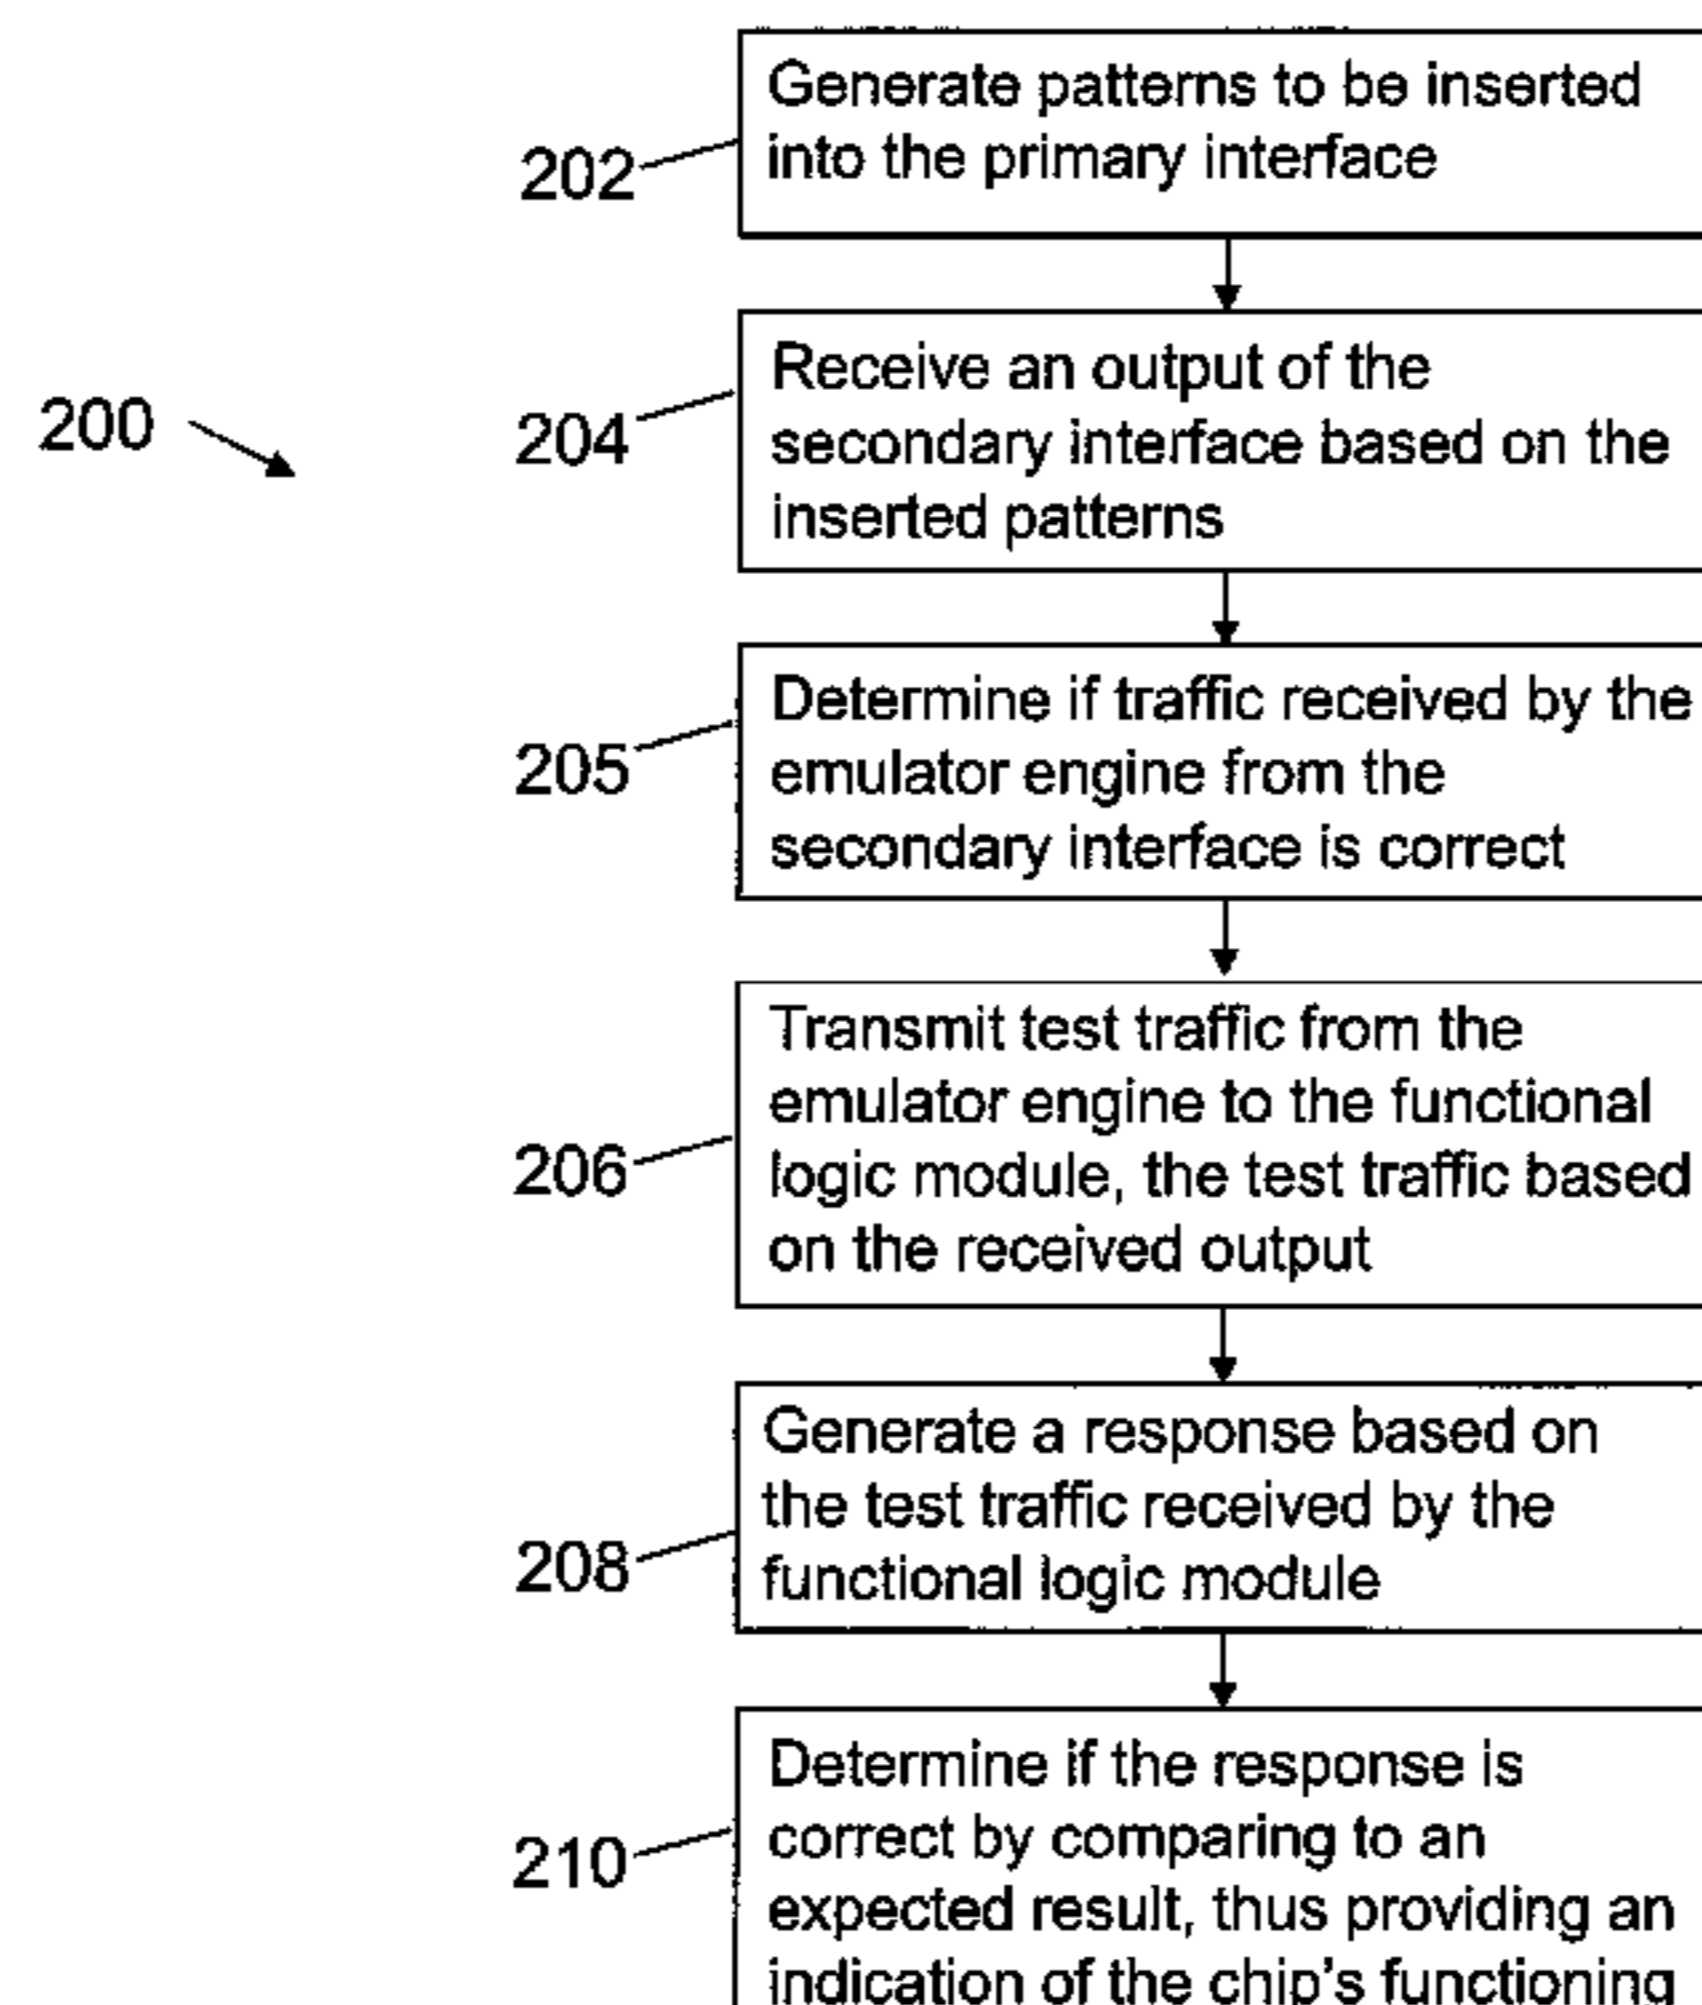 Generate patterns to be inserted
into the primary interface
202
Receive an output of the
secondary interface based on the
inserted patterns
204
200
Determine if traffic received by the
emulator engine from the
secondary interface is correct
205
Transmit test traffic from the
emulator engine to the functional
logic module, the test traffic based
on the received output
206
Generate a response based on
the test traffic received by the
functional logic module
208
Determine if the response is
correct by comparing to an
expected result, thus providing an
indication of the chip's functioning
210